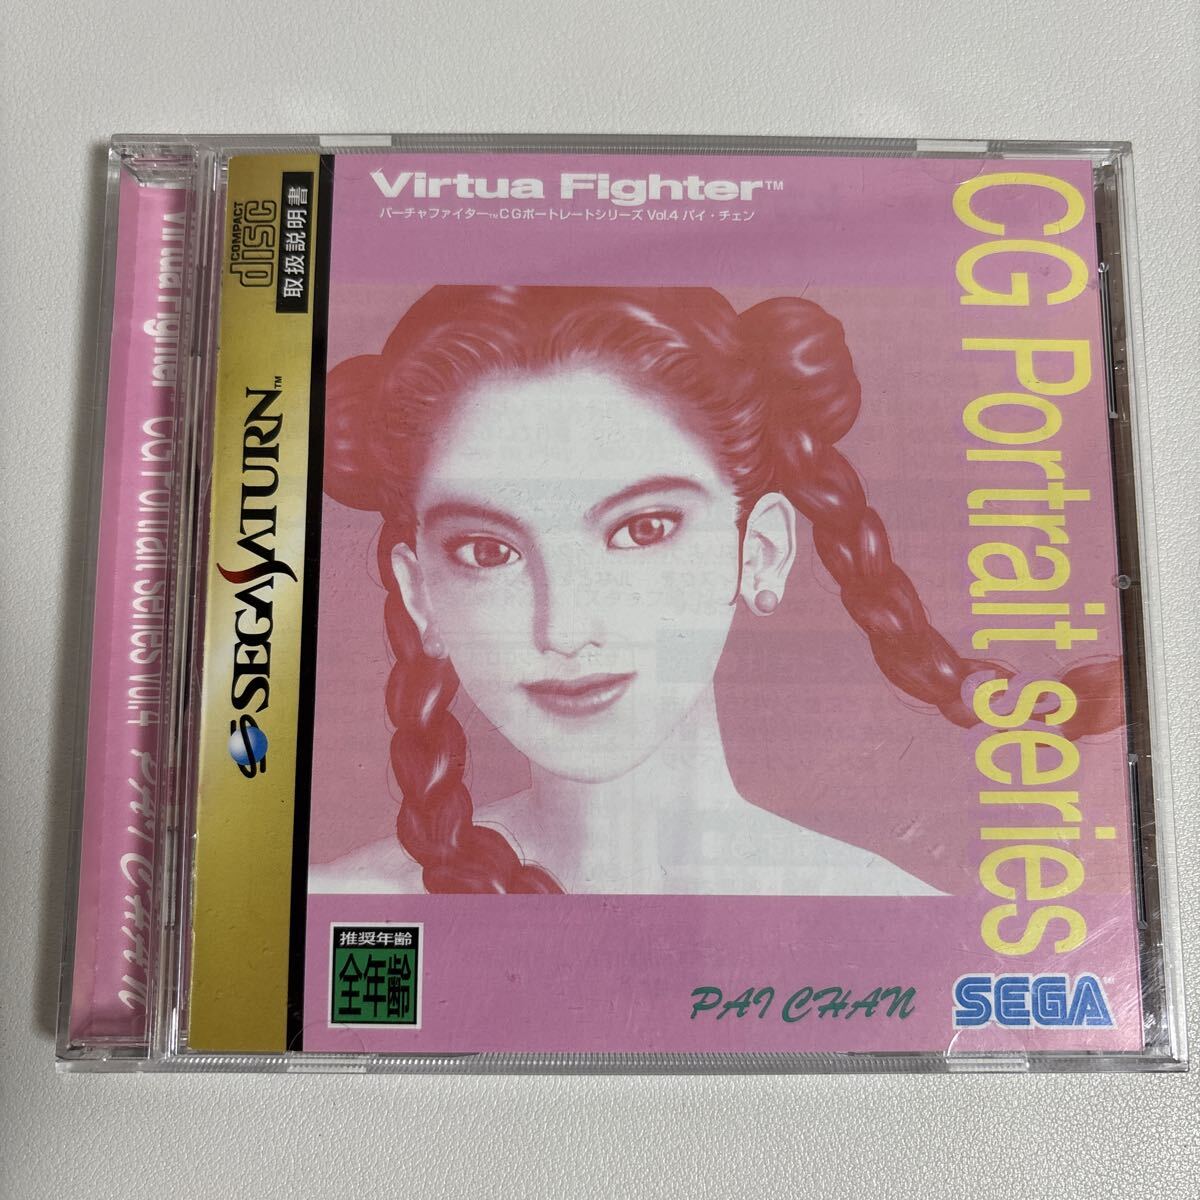 Virtua Fighter™
バーチャファイター™CGポートレートシリーズ Vol.4 パイ・チェン
CG Portrait series
COMPACT
disc
取扱説明書
SEGA SATURN™
Virtua Fighter™ CG Portrait series Vol.4 PAI CHAN
推奨年齢
全年齢
PAI CHAN
SEGA